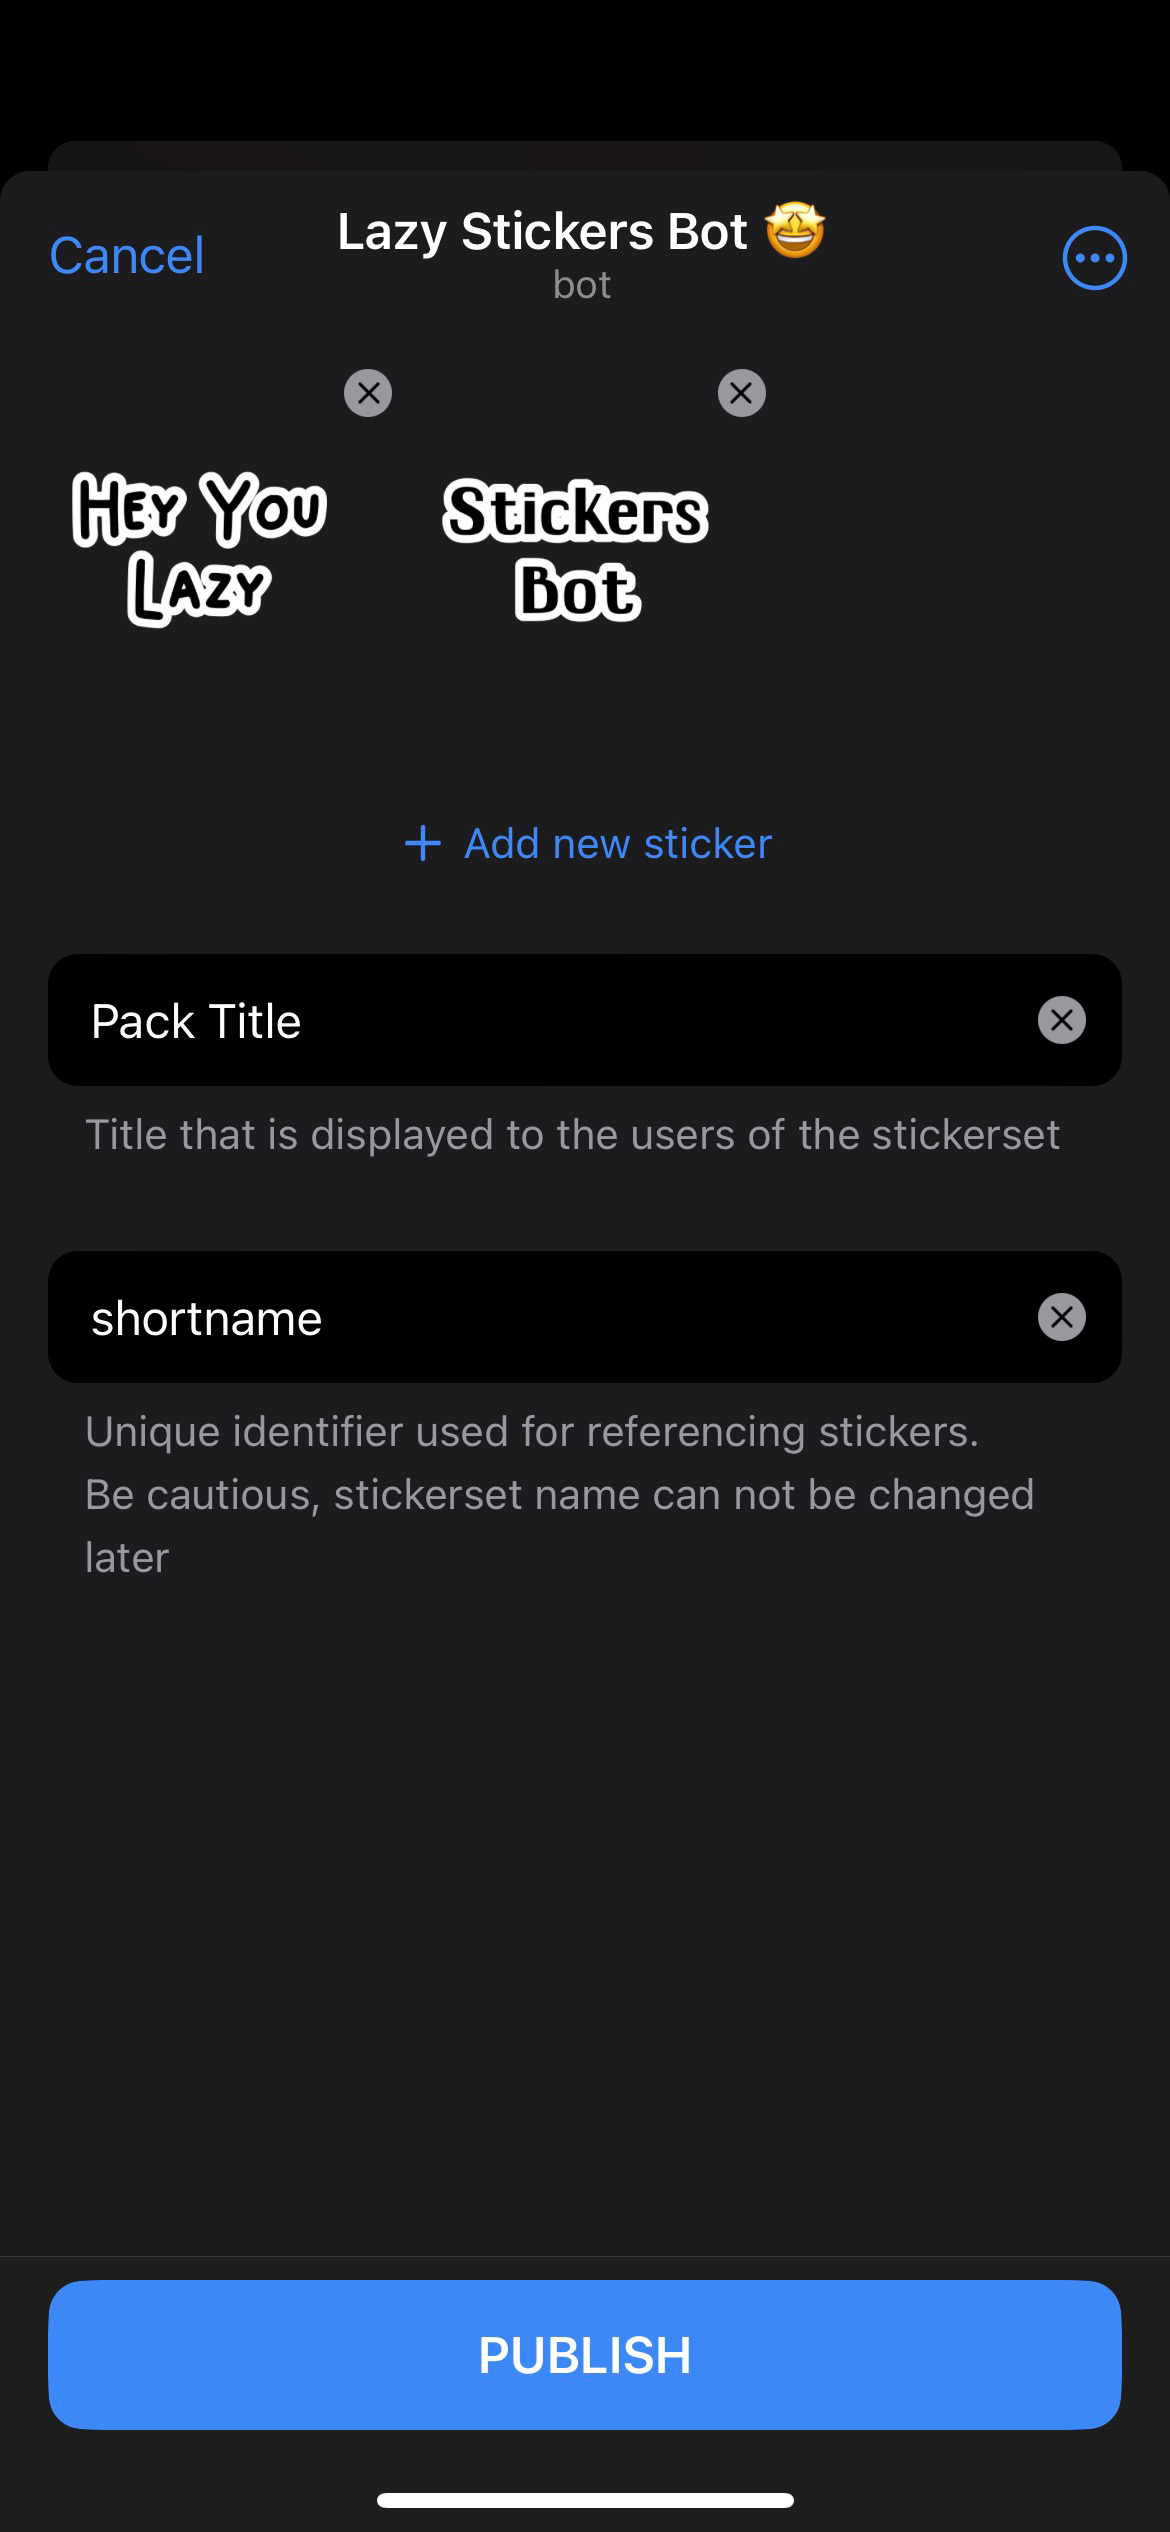 Cancel
Lazy Stickers Bot 🤩
bot
Hey You
Lazy
Stickers
Bot
+ Add new sticker
Pack Title
Title that is displayed to the users of the stickerset
shortname
Unique identifier used for referencing stickers.
Be cautious, stickerset name can not be changed
later
PUBLISH